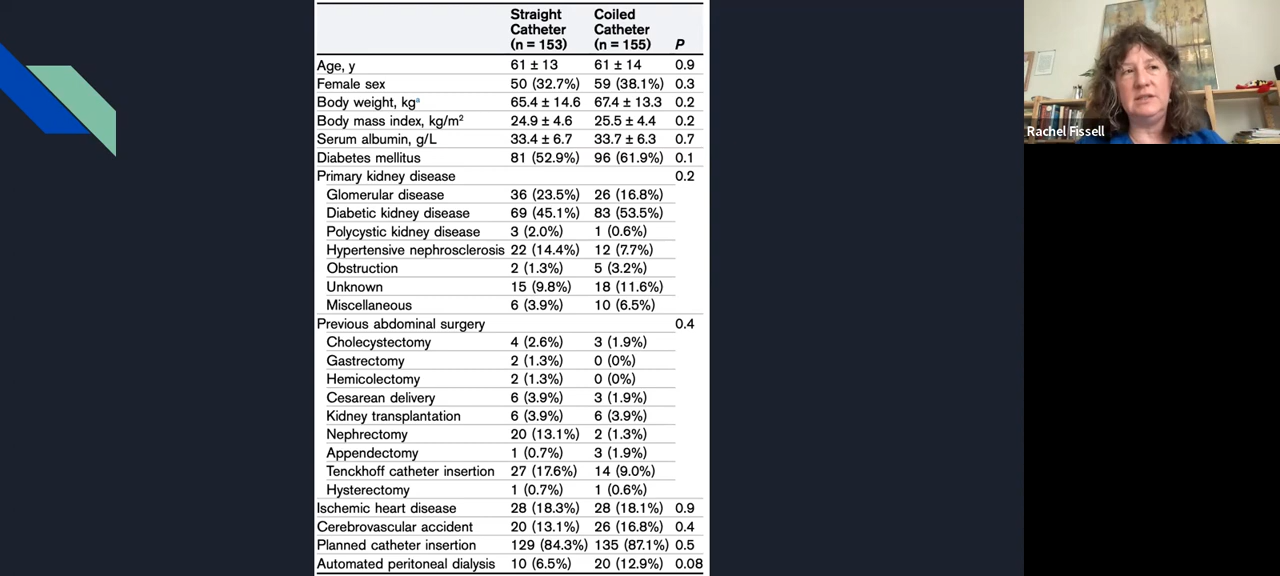 Straight Catheter (n = 153) Coiled Catheter (n = 155) P
Age, y 61 ± 13 61 ± 14 0.9
Female sex 50 (32.7%) 59 (38.1%) 0.3
Body weight, kgᵃ 65.4 ± 14.6 67.4 ± 13.3 0.2
Body mass index, kg/m² 24.9 ± 4.6 25.5 ± 4.4 0.2
Serum albumin, g/L 33.4 ± 6.7 33.7 ± 6.3 0.7
Diabetes mellitus 81 (52.9%) 96 (61.9%) 0.1
Primary kidney disease 0.2
Glomerular disease 36 (23.5%) 26 (16.8%)
Diabetic kidney disease 69 (45.1%) 83 (53.5%)
Polycystic kidney disease 3 (2.0%) 1 (0.6%)
Hypertensive nephrosclerosis 22 (14.4%) 12 (7.7%)
Obstruction 2 (1.3%) 5 (3.2%)
Unknown 15 (9.8%) 18 (11.6%)
Miscellaneous 6 (3.9%) 10 (6.5%)
Previous abdominal surgery 0.4
Cholecystectomy 4 (2.6%) 3 (1.9%)
Gastrectomy 2 (1.3%) 0 (0%)
Hemicolectomy 2 (1.3%) 0 (0%)
Cesarean delivery 6 (3.9%) 3 (1.9%)
Kidney transplantation 6 (3.9%) 6 (3.9%)
Nephrectomy 20 (13.1%) 2 (1.3%)
Appendectomy 1 (0.7%) 3 (1.9%)
Tenckhoff catheter insertion 27 (17.6%) 14 (9.0%)
Hysterectomy 1 (0.7%) 1 (0.6%)
Ischemic heart disease 28 (18.3%) 28 (18.1%) 0.9
Cerebrovascular accident 20 (13.1%) 26 (16.8%) 0.4
Planned catheter insertion 129 (84.3%) 135 (87.1%) 0.5
Automated peritoneal dialysis 10 (6.5%) 20 (12.9%) 0.08
Rachel Fissell